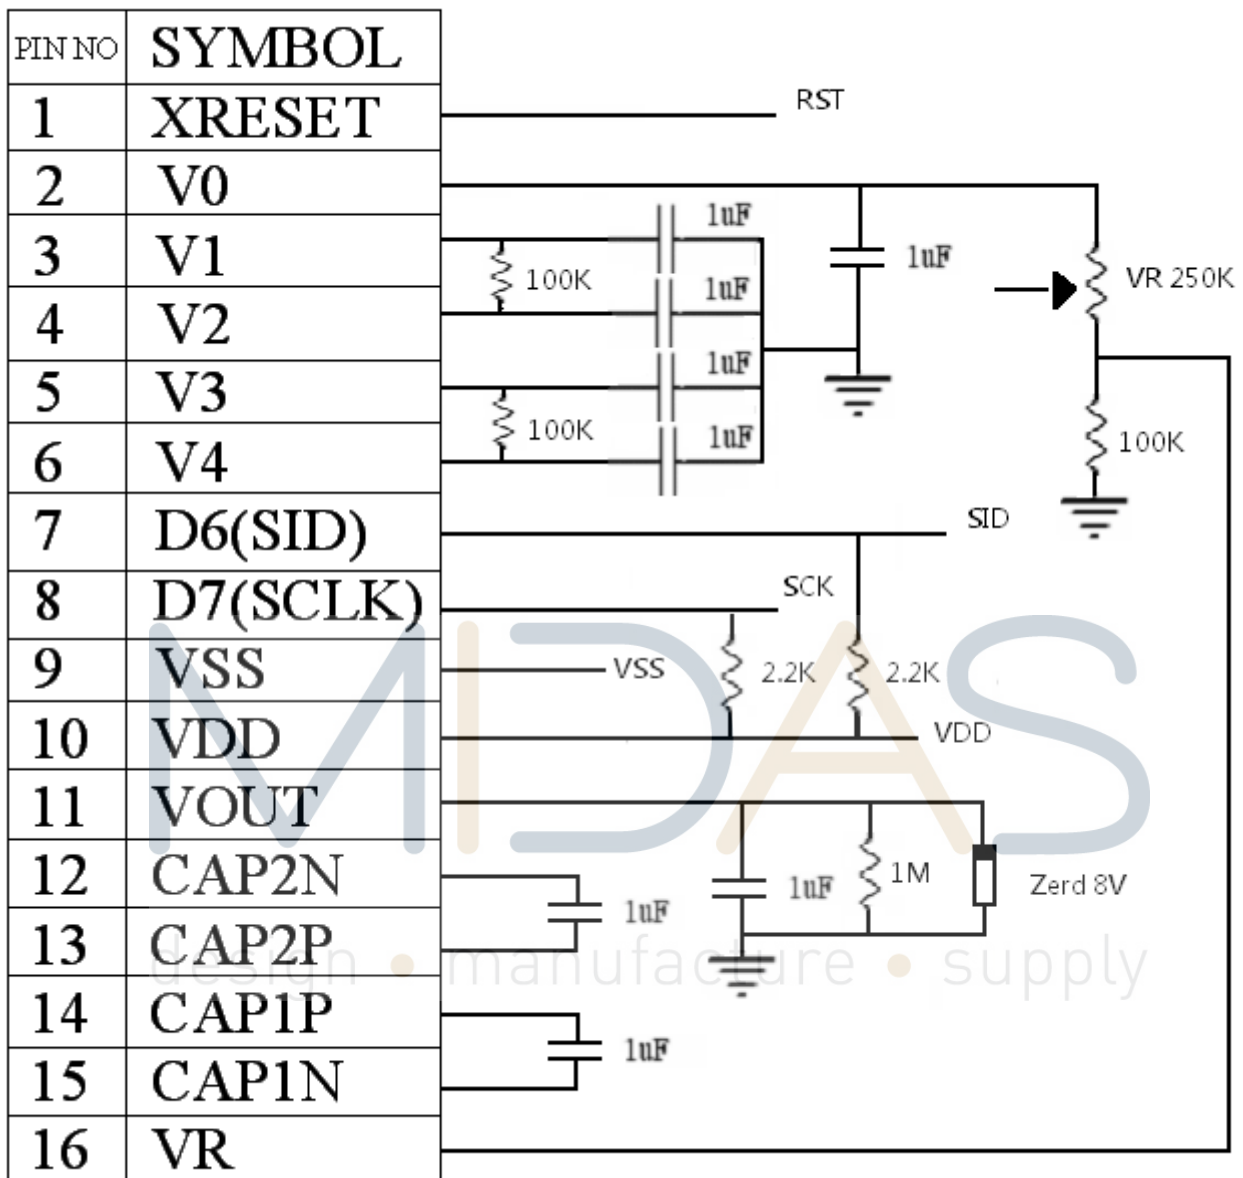 PIN NO SYMBOL
1 XRESET RST
2 V0
1uF
3 V1 1uF
100K VR 250K
1uF
4 V2
1uF
5 V3
100K 1uF 100K
6 V4
7 D6(SID) SID
8 D7(SCLK) SCK
9 VSS VSS 2.2K 2.2K
10 VDD VDD
MIDAS
11 VOUT
12 CAP2N 1uF 1M Zerd 8V
1uF
13 CAP2P
design • manufacture • supply
14 CAP1P
1uF
15 CAP1N
16 VR